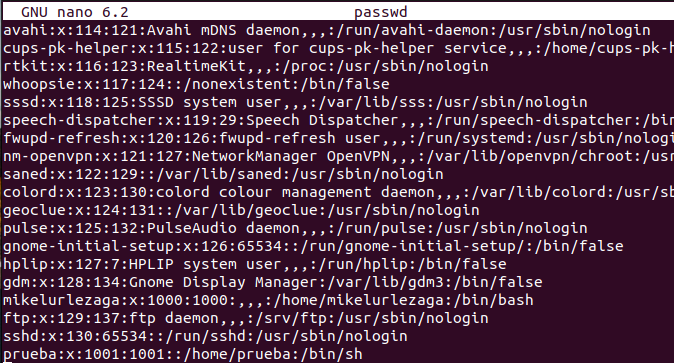 GNU nano 6.2 passwd
avahi:x:114:121:Avahi mDNS daemon,,,:/run/avahi-daemon:/usr/sbin/nologin
cups-pk-helper:x:115:122:user for cups-pk-helper service,,,:/home/cups-pk-h
rtkit:x:116:123:RealtimeKit,,,:/proc:/usr/sbin/nologin
whoopsie:x:117:124::/nonexistent:/bin/false
sssd:x:118:125:SSSD system user,,,:/var/lib/sss:/usr/sbin/nologin
speech-dispatcher:x:119:29:Speech Dispatcher,,,:/run/speech-dispatcher:/bin
fwupd-refresh:x:120:126:fwupd-refresh user,,,:/run/systemd:/usr/sbin/nologi
nm-openvpn:x:121:127:NetworkManager OpenVPN,,,:/var/lib/openvpn/chroot:/usr
saned:x:122:129::/var/lib/saned:/usr/sbin/nologin
colord:x:123:130:colord colour management daemon,,,:/var/lib/colord:/usr/sb
geoclue:x:124:131::/var/lib/geoclue:/usr/sbin/nologin
pulse:x:125:132:PulseAudio daemon,,,:/run/pulse:/usr/sbin/nologin
gnome-initial-setup:x:126:65534::/run/gnome-initial-setup/:/bin/false
hplip:x:127:7:HPLIP system user,,,:/run/hplip:/bin/false
gdm:x:128:134:Gnome Display Manager:/var/lib/gdm3:/bin/false
mikelurlezaga:x:1000:1000:,,,:/home/mikelurlezaga:/bin/bash
ftp:x:129:137:ftp daemon,,,:/srv/ftp:/usr/sbin/nologin
sshd:x:130:65534::/run/sshd:/usr/sbin/nologin
prueba:x:1001:1001::/home/prueba:/bin/sh